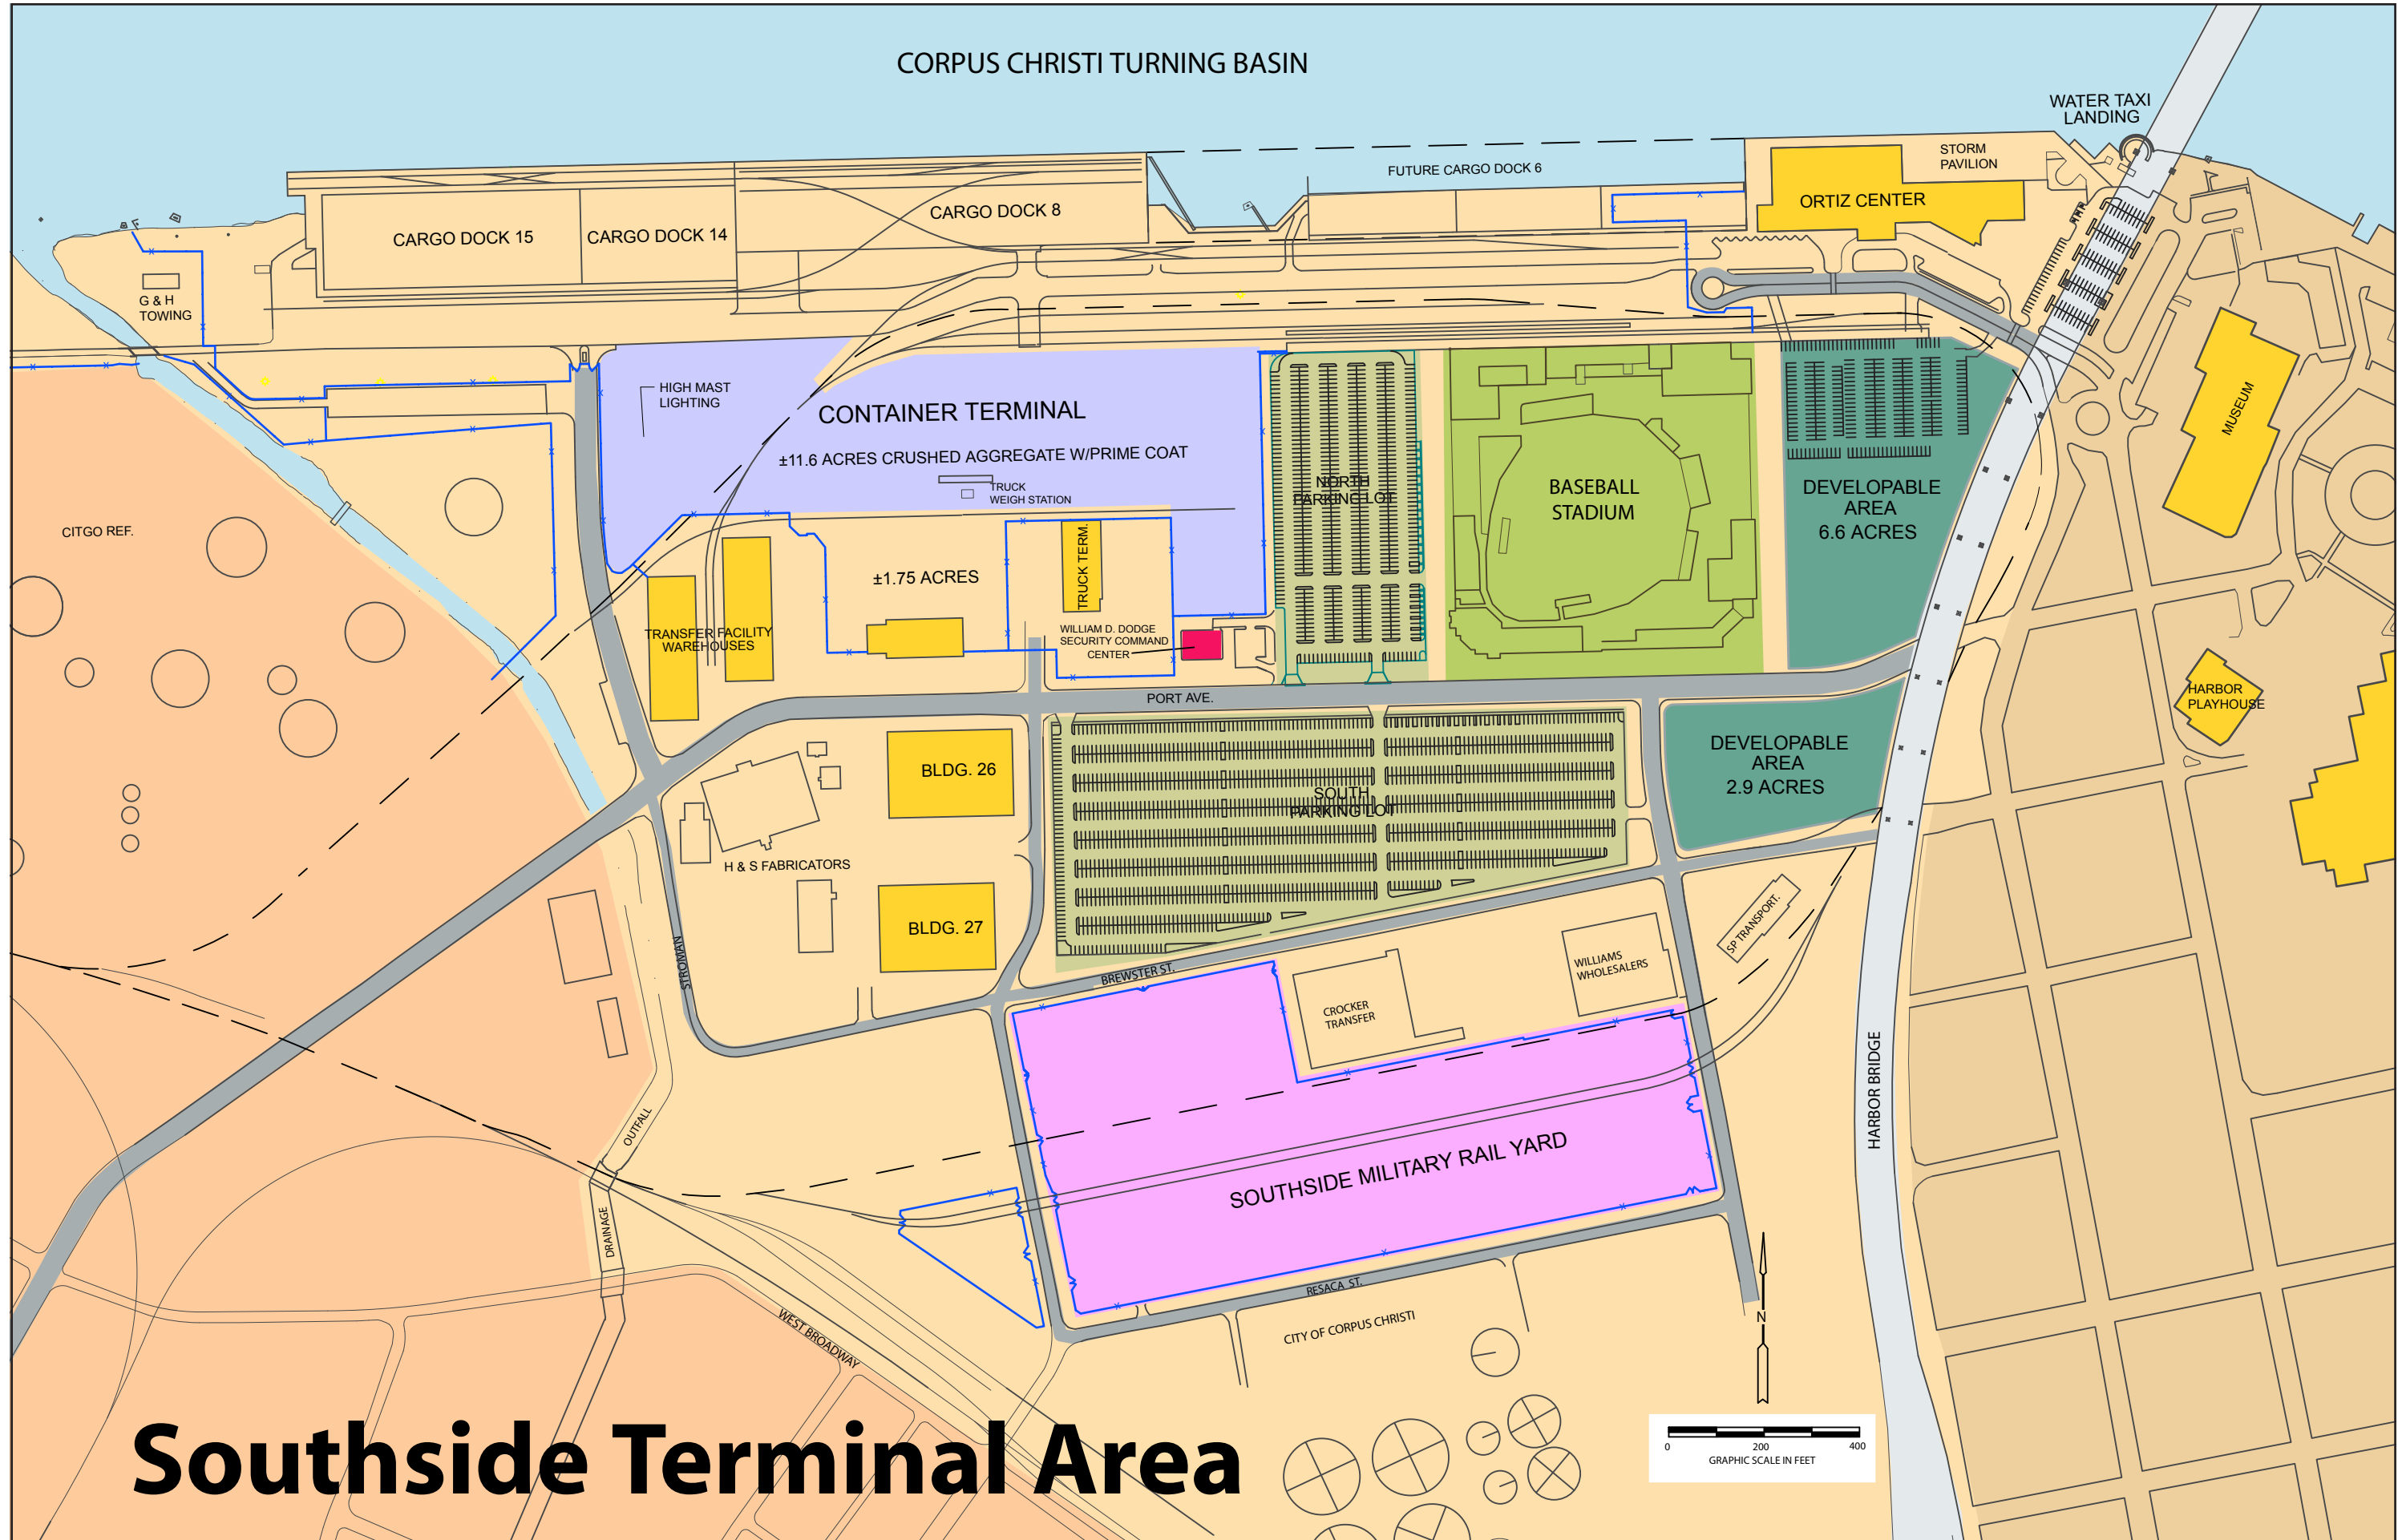 CORPUS CHRISTI TURNING BASIN
WATER TAXI
LANDING
STORM
PAVILION
FUTURE CARGO DOCK 6
ORTIZ CENTER
CARGO DOCK 8
CARGO DOCK 15
CARGO DOCK 14
G & H
TOWING
HIGH MAST
LIGHTING
CONTAINER TERMINAL
±11.6 ACRES CRUSHED AGGREGATE W/PRIME COAT
TRUCK
WEIGH STATION
NORTH
PARKING LOT
BASEBALL
STADIUM
DEVELOPABLE
AREA
6.6 ACRES
MUSEUM
CITGO REF.
±1.75 ACRES
TRUCK TERM.
TRANSFER FACILITY
WAREHOUSES
WILLIAM D. DODGE
SECURITY COMMAND
CENTER
PORT AVE.
HARBOR
PLAYHOUSE
BLDG. 26
SOUTH
PARKING LOT
DEVELOPABLE
AREA
2.9 ACRES
H & S FABRICATORS
BLDG. 27
STROMAN
BREWSTER ST.
CROCKER
TRANSFER
WILLIAMS
WHOLESALERS
SP TRANSPORT.
HARBOR BRIDGE
OUTFALL
SOUTHSIDE MILITARY RAIL YARD
DRAINAGE
RESACA ST.
WEST BROADWAY
CITY OF CORPUS CHRISTI
N
Southside Terminal Area
0 200 400
GRAPHIC SCALE IN FEET